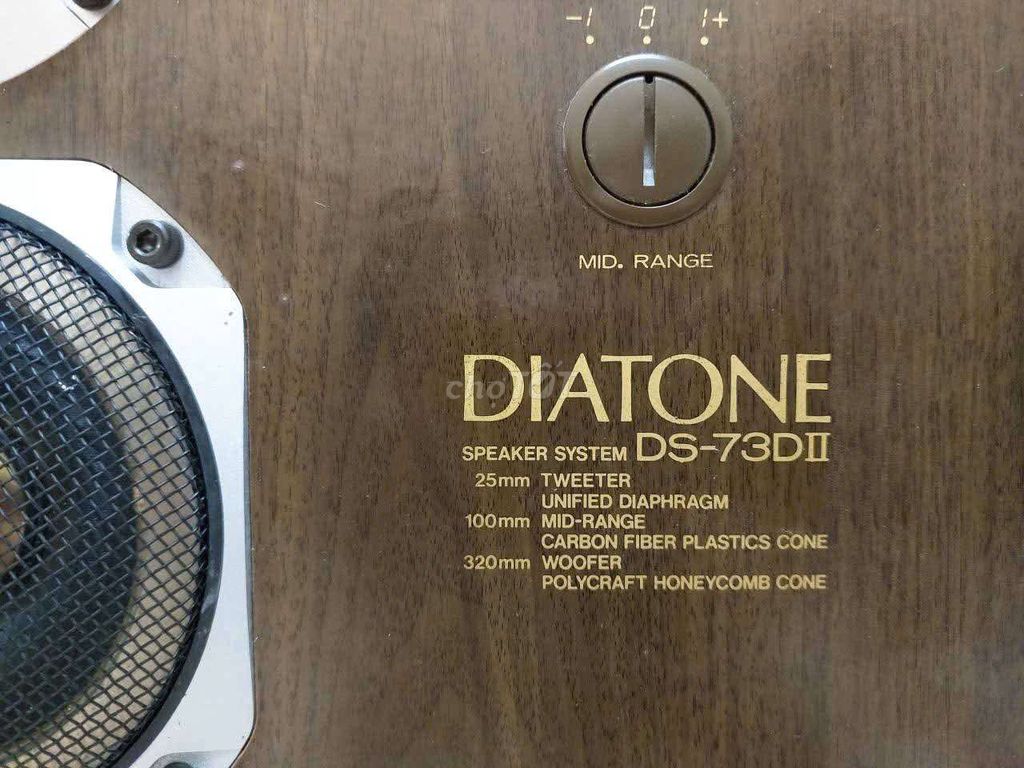 -1 0 1+
MID. RANGE
DIATONE
choTỐT
SPEAKER SYSTEM DS-73DII
25mm TWEETER
UNIFIED DIAPHRAGM
100mm MID-RANGE
CARBON FIBER PLASTICS CONE
320mm WOOFER
POLYCRAFT HONEYCOMB CONE